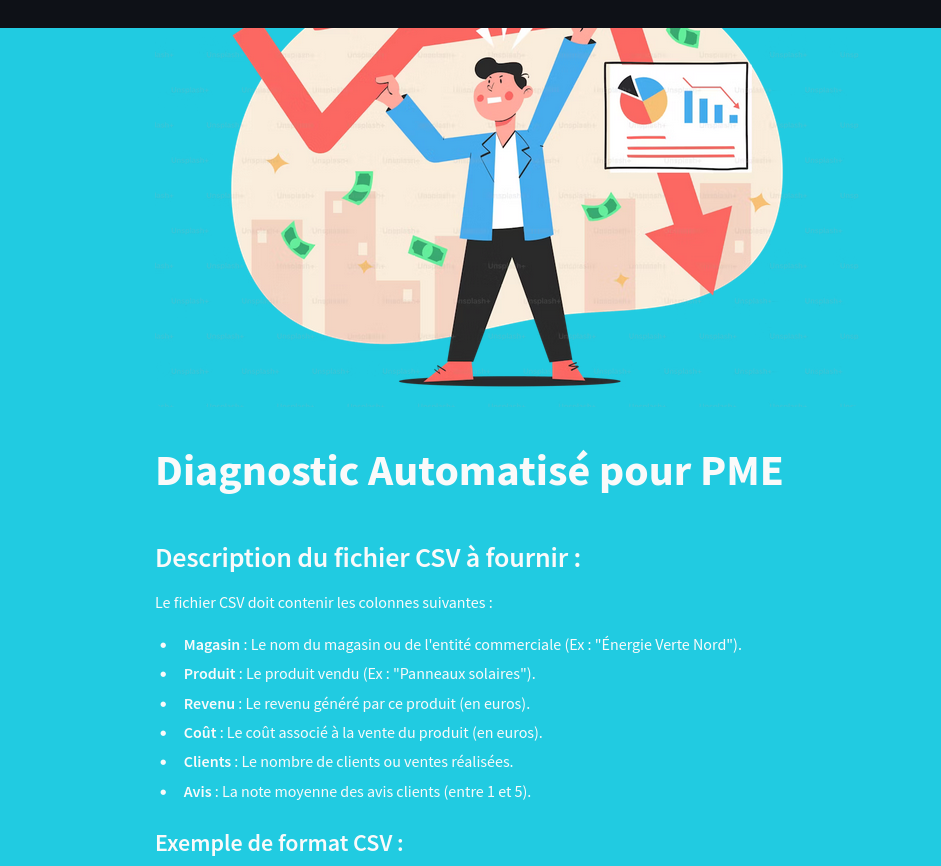 Diagnostic Automatisé pour PME
Description du fichier CSV à fournir :
Le fichier CSV doit contenir les colonnes suivantes :
• Magasin : Le nom du magasin ou de l'entité commerciale (Ex : "Énergie Verte Nord").
• Produit : Le produit vendu (Ex : "Panneaux solaires").
• Revenu : Le revenu généré par ce produit (en euros).
• Coût : Le coût associé à la vente du produit (en euros).
• Clients : Le nombre de clients ou ventes réalisées.
• Avis : La note moyenne des avis clients (entre 1 et 5).
Exemple de format CSV :